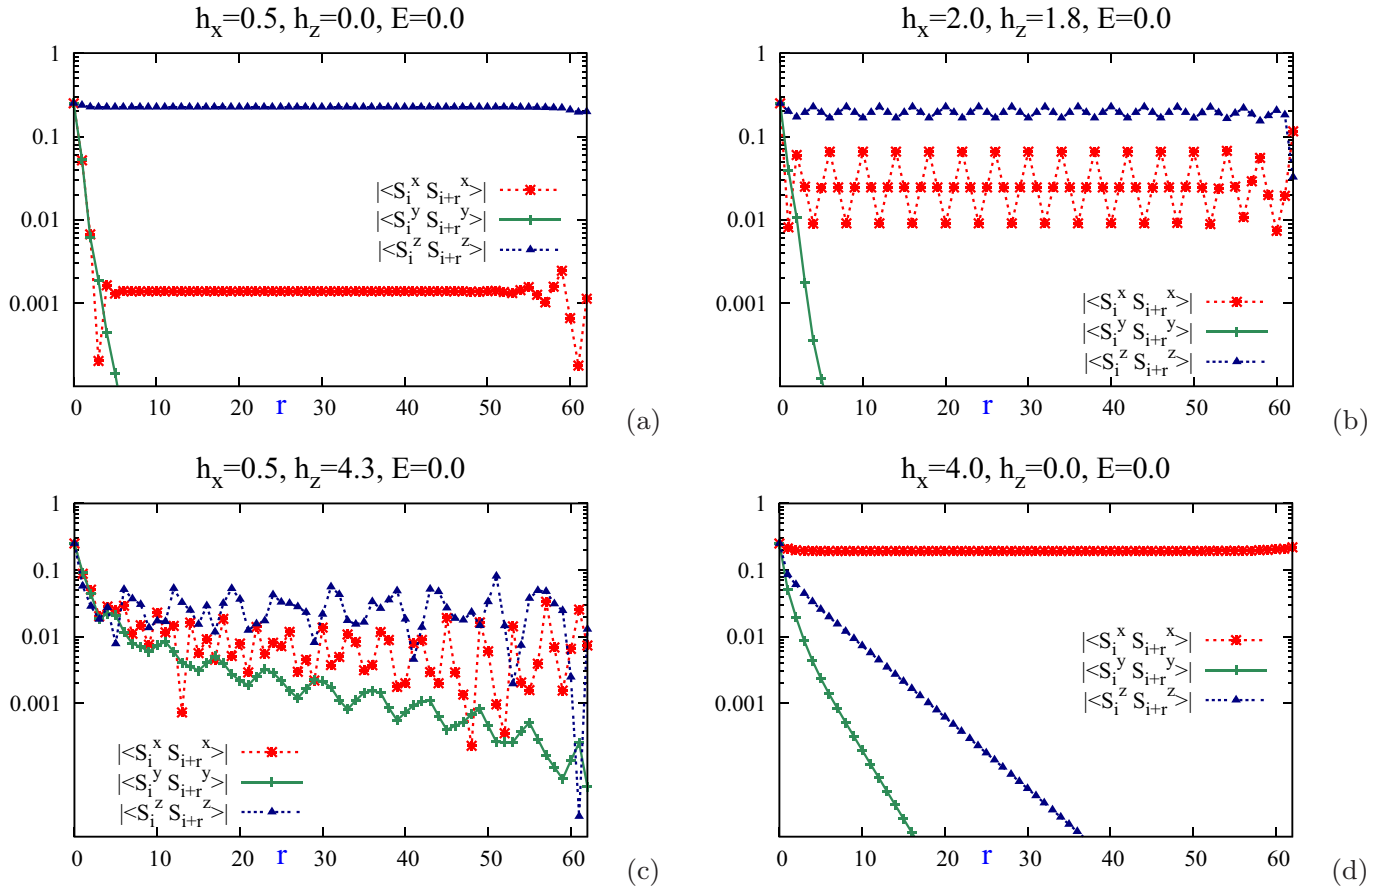 h_x=0.5, h_z=0.0, E=0.0
1
0.1
0.01
0.001
|<S_i^x S_{i+r}^x>|
|<S_i^y S_{i+r}^y>|
|<S_i^z S_{i+r}^z>|
0 10 20 r 30 40 50 60
(a)
h_x=2.0, h_z=1.8, E=0.0
1
0.1
0.01
0.001
|<S_i^x S_{i+r}^x>|
|<S_i^y S_{i+r}^y>|
|<S_i^z S_{i+r}^z>|
0 10 20 r 30 40 50 60
(b)
h_x=0.5, h_z=4.3, E=0.0
1
0.1
0.01
0.001
|<S_i^x S_{i+r}^x>|
|<S_i^y S_{i+r}^y>|
|<S_i^z S_{i+r}^z>|
0 10 20 r 30 40 50 60
(c)
h_x=4.0, h_z=0.0, E=0.0
1
0.1
0.01
0.001
|<S_i^x S_{i+r}^x>|
|<S_i^y S_{i+r}^y>|
|<S_i^z S_{i+r}^z>|
0 10 20 r 30 40 50 60
(d)